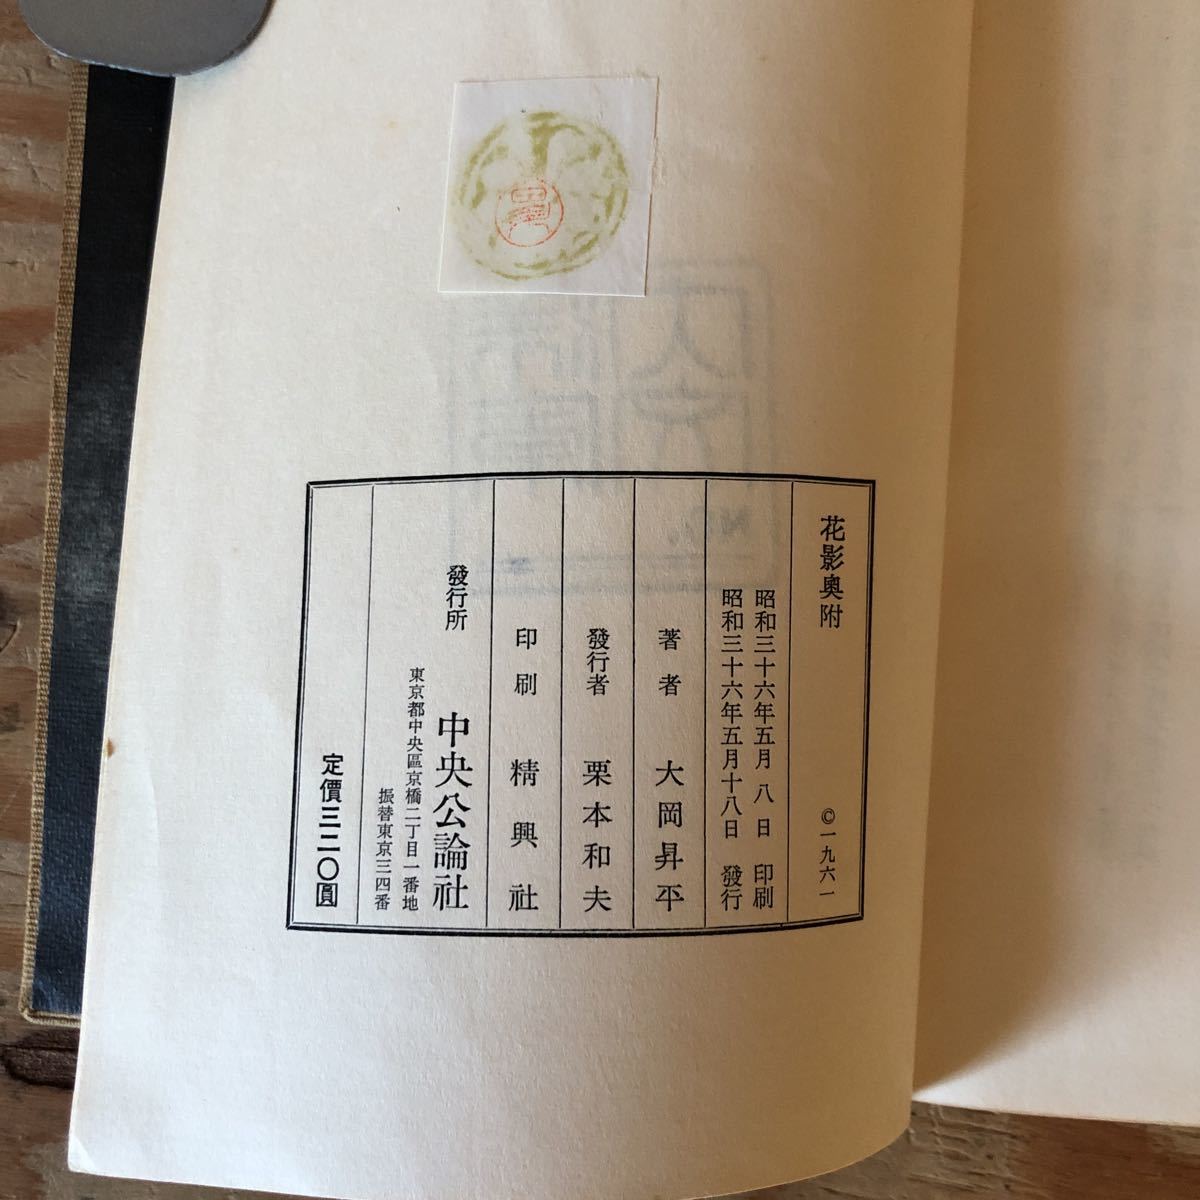 花影奧附
©一九六一
昭和三十六年五月 八 日 印刷
昭和三十六年五月十八日 發行
著者 大岡昇平
發行者 栗本和夫
印刷 精興社
發行所 中央公論社
東京都中央區京橋二丁目一番地
振替東京三四番
定價三二〇圓